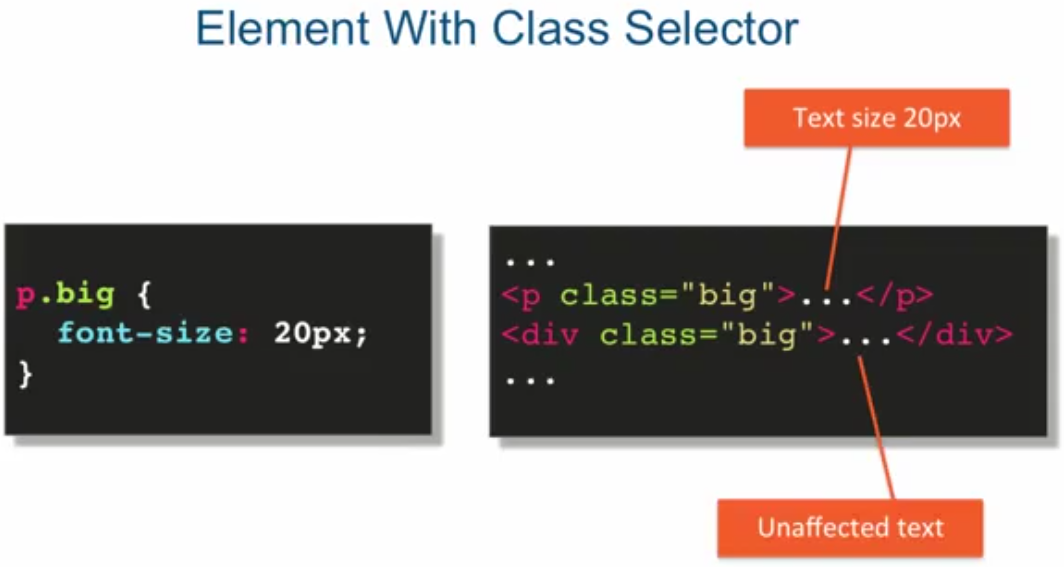 Element With Class Selector
Text size 20px
p.big {
  font-size: 20px;
}
...
<p class="big">...</p>
<div class="big">...</div>
...
Unaffected text